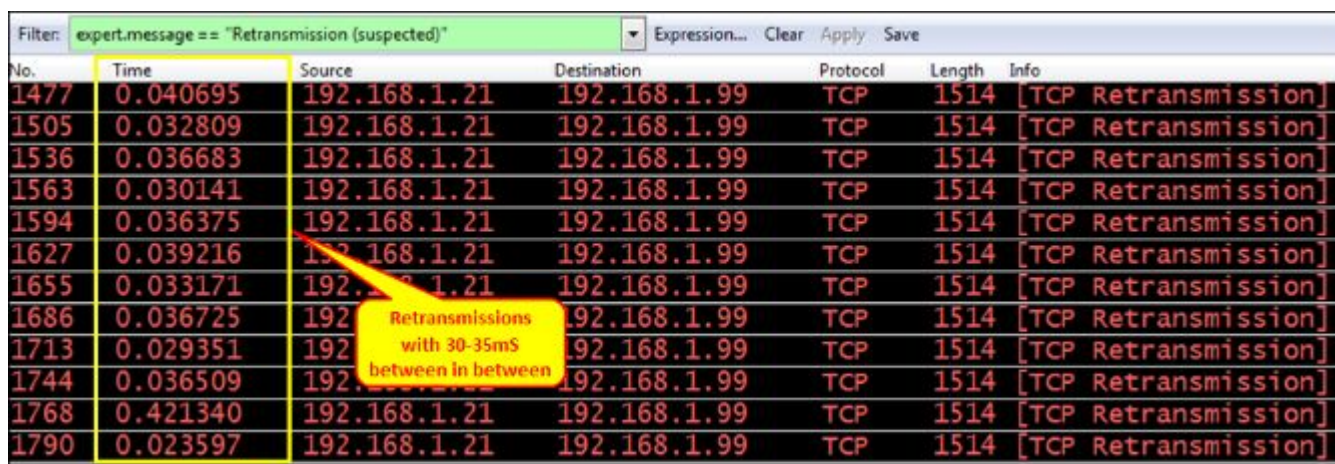 Filter: expert.message == "Retransmission (suspected)" Expression... Clear Apply Save
No. Time Source Destination Protocol Length Info
1477 0.040695 192.168.1.21 192.168.1.99 TCP 1514 [TCP Retransmission]
1505 0.032809 192.168.1.21 192.168.1.99 TCP 1514 [TCP Retransmission]
1536 0.036683 192.168.1.21 192.168.1.99 TCP 1514 [TCP Retransmission]
1563 0.030141 192.168.1.21 192.168.1.99 TCP 1514 [TCP Retransmission]
1594 0.036375 192.168.1.21 192.168.1.99 TCP 1514 [TCP Retransmission]
1627 0.039216 192.168.1.21 192.168.1.99 TCP 1514 [TCP Retransmission]
1655 0.033171 192. 1.21 192.168.1.99 TCP 1514 [TCP Retransmission]
1686 0.036725 192 192.168.1.99 TCP 1514 [TCP Retransmission]
1713 0.029351 192 192.168.1.99 TCP 1514 [TCP Retransmission]
1744 0.036509 192 192.168.1.99 TCP 1514 [TCP Retransmission]
1768 0.421340 192.168.1.21 192.168.1.99 TCP 1514 [TCP Retransmission]
1790 0.023597 192.168.1.21 192.168.1.99 TCP 1514 [TCP Retransmission]
Retransmissions
with 30-35mS
between in between